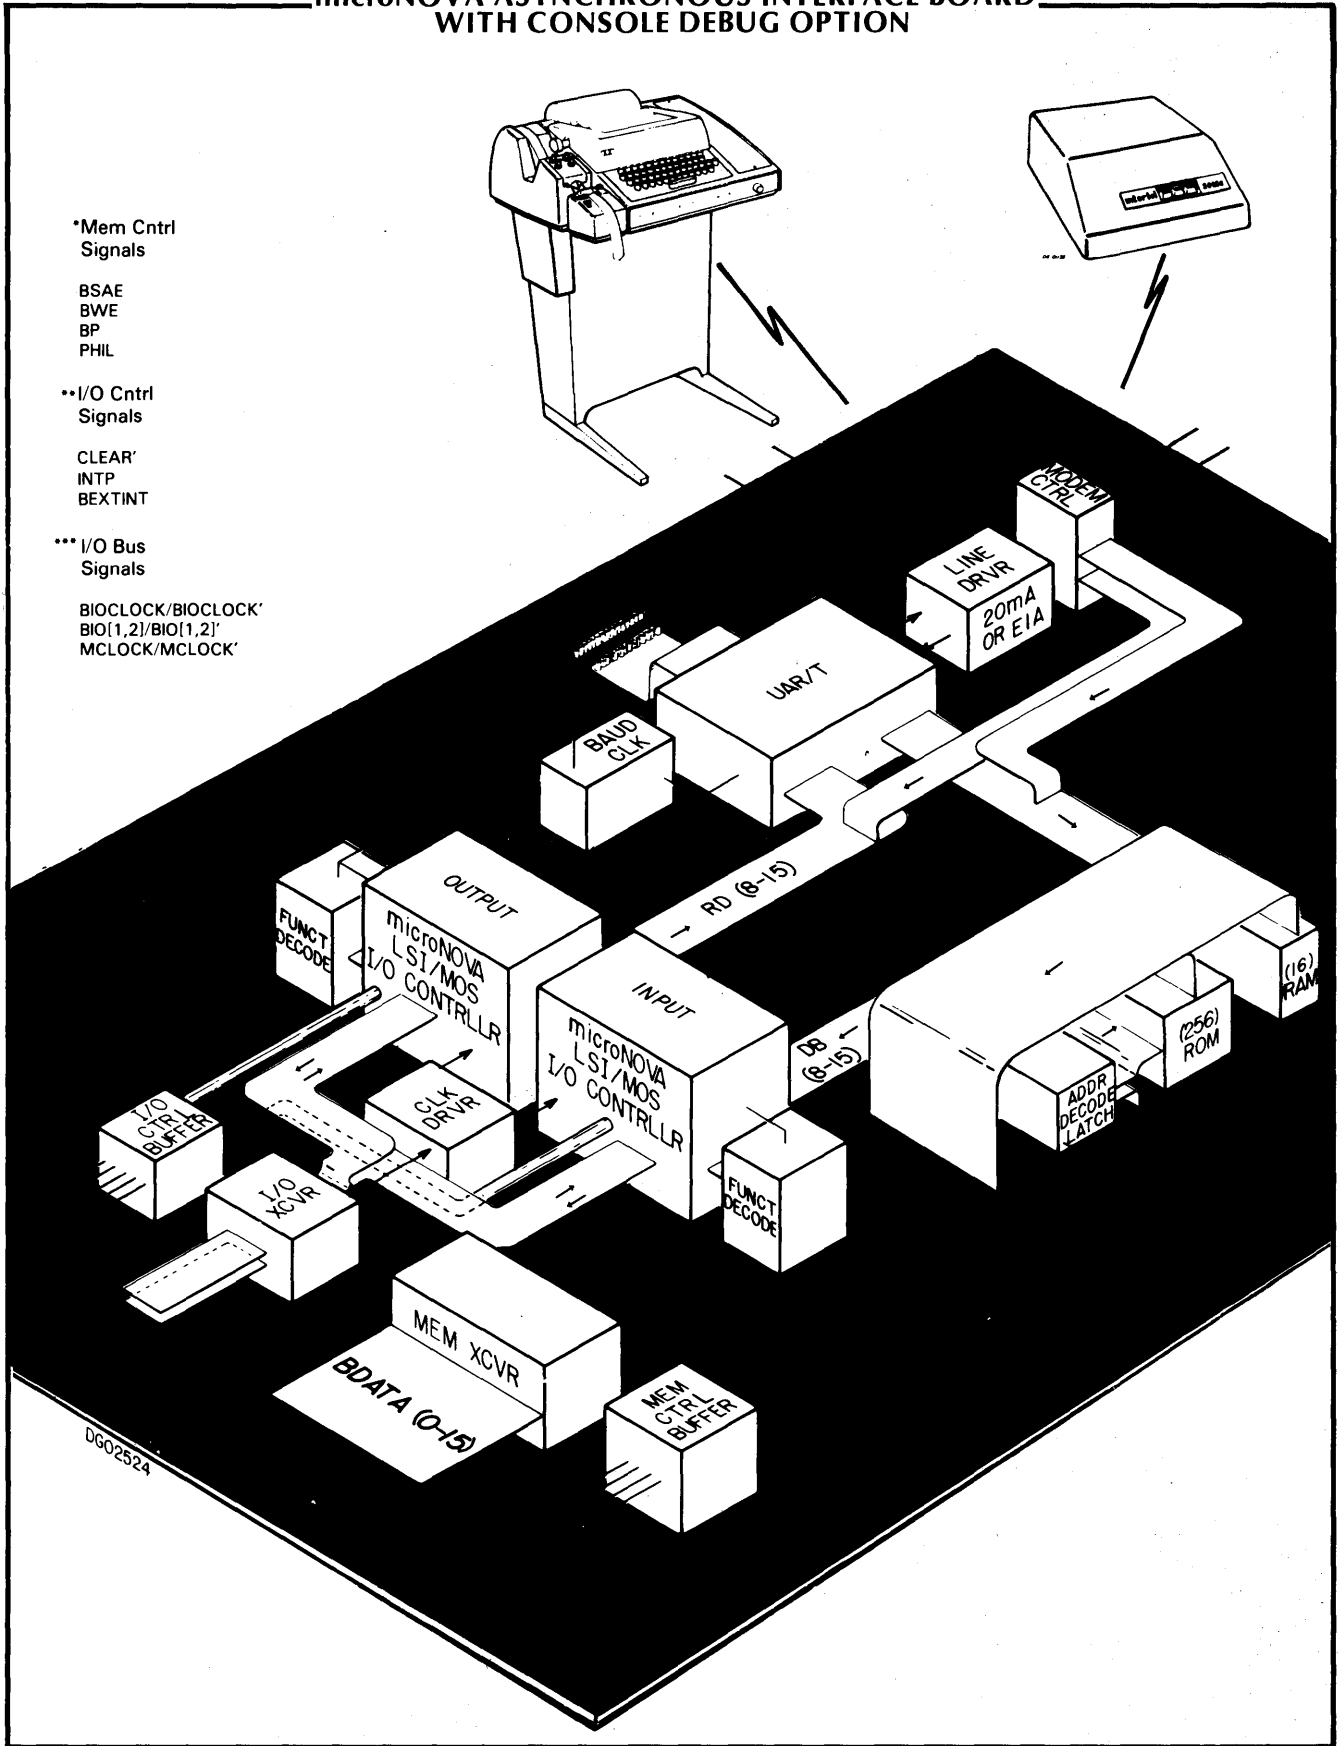 microNOVA ASYNCHRONOUS INTERFACE BOARD
WITH CONSOLE DEBUG OPTION
*Mem Cntrl
Signals
BSAE
BWE
BP
PHIL
**I/O Cntrl
Signals
CLEAR'
INTP
BEXTINT
*** I/O Bus
Signals
BIOCLOCK/BIOCLOCK'
BIO[1,2]/BIO[1,2]'
MCLOCK/MCLOCK'
MODEM
CTRL
LINE
DRVR
20mA
OR EIA
UAR/T
BAUD
CLK
RD (8-15)
OUTPUT
microNOVA
LSI/MOS
I/O CONTRLLR
FUNCT
DECODE
INPUT
microNOVA
LSI/MOS
I/O CONTRLLR
DB
(8-15)
(16)
RAM
(256)
ROM
ADDR
DECODE
LATCH
CLK
DRVR
I/O
CTRL
BUFFER
I/O
XCVR
FUNCT
DECODE
MEM XCVR
BDATA (0-15)
MEM
CTRL
BUFFER
DG02524